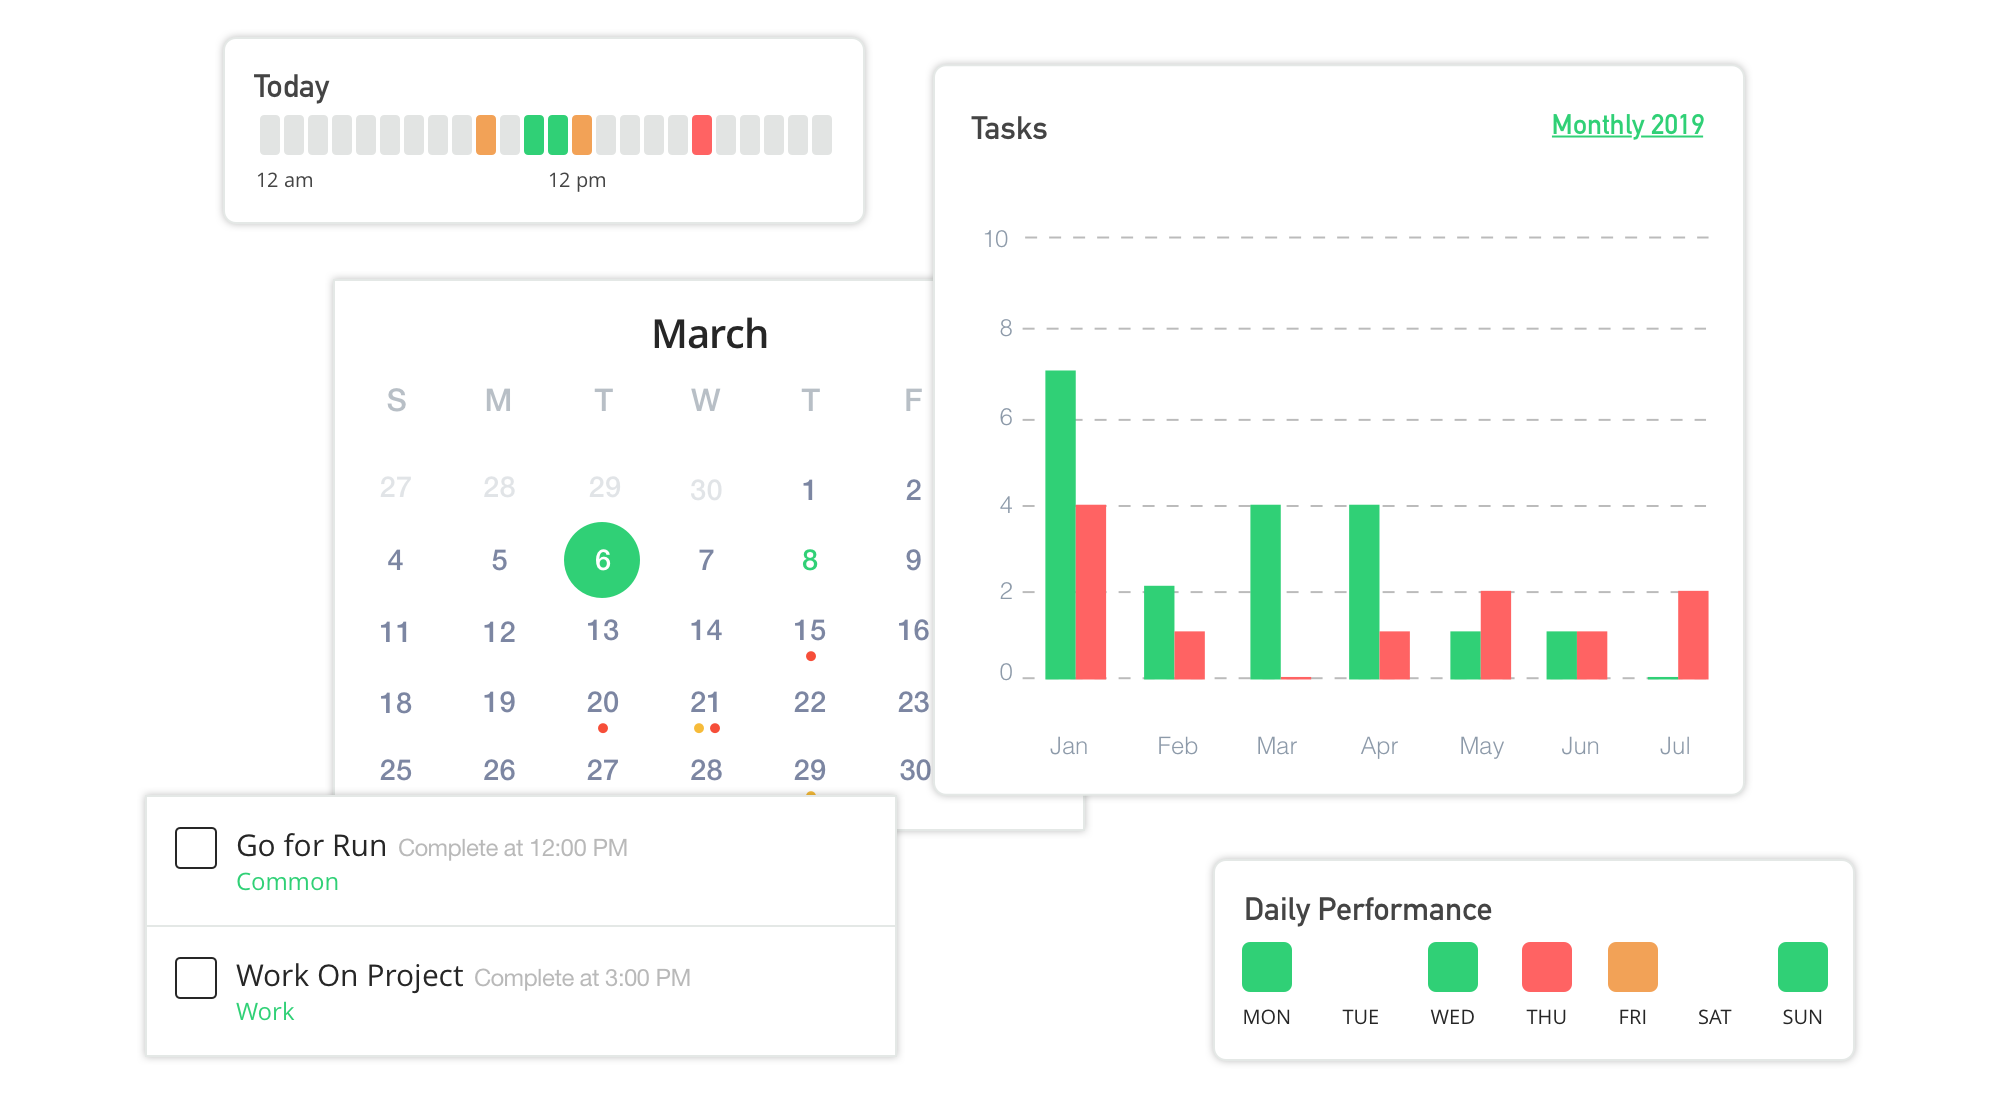 Today
12 am 12 pm
March
S M T W T F
27 28 29 30 1 2
4 5 6 7 8 9
11 12 13 14 15 16
18 19 20 21 22 23
25 26 27 28 29 30
Tasks
Monthly 2019
10
8
6
4
2
0
Jan Feb Mar Apr May Jun Jul
Go for Run Complete at 12:00 PM
Common
Work On Project Complete at 3:00 PM
Work
Daily Performance
MON TUE WED THU FRI SAT SUN